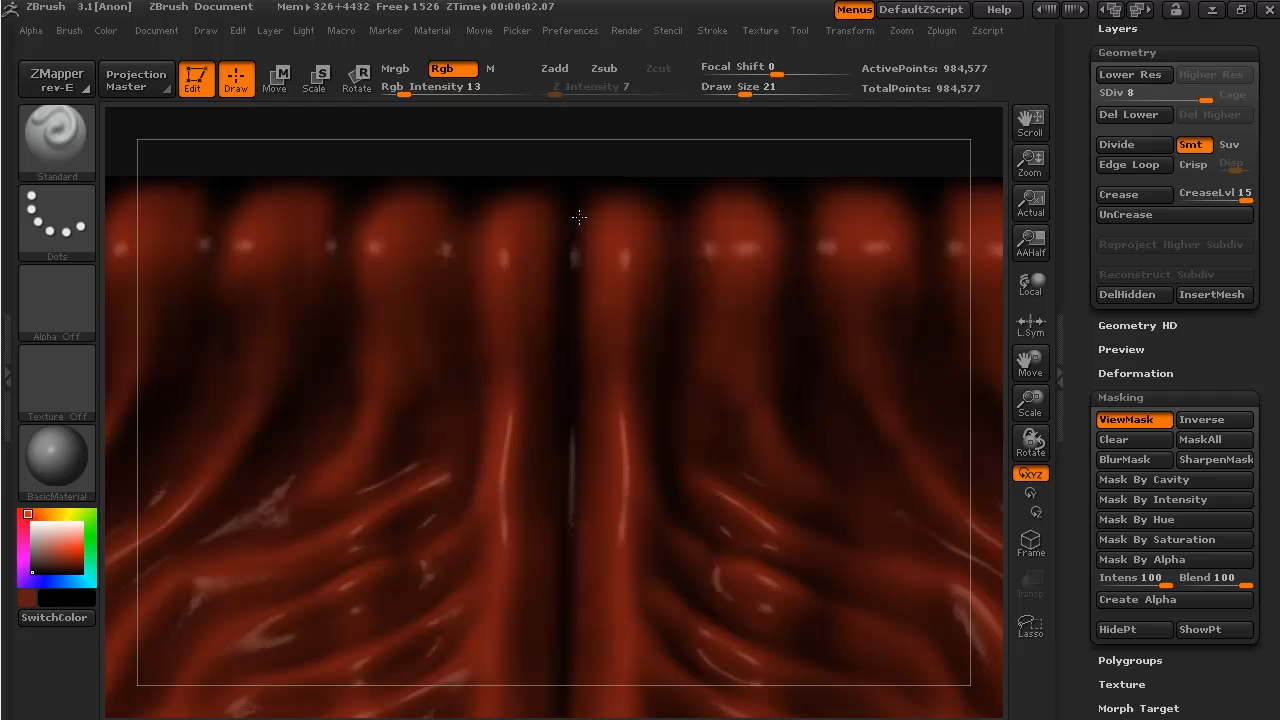 ZBrush 3.1[Anon] ZBrush Document Mem▸326+4432 Free▸1526 ZTime▸00:00:02.07 Menus DefaultZScript Help
Alpha Brush Color Document Draw Edit Layer Light Macro Marker Material Movie Picker Preferences Render Stencil Stroke Texture Tool Transform Zoom Zplugin Zscript
ZMapper
rev-E
Projection
Master
Edit
Draw
Move
Scale
Rotate
Mrgb Rgb M Zadd Zsub Zcut
Rgb Intensity 13 Z Intensity 7
Focal Shift 0
Draw Size 21
ActivePoints: 984,577
TotalPoints: 984,577
Standard
Dots
Alpha Off
Texture Off
BasicMaterial
SwitchColor
Scroll
Zoom
Actual
AAHalf
Local
L.Sym
Move
Scale
Rotate
XYZ
Y
Z
Frame
Transp
Lasso
Layers
Geometry
Lower Res Higher Res
SDiv 8 Cage
Del Lower Del Higher
Divide Smt Suv
Edge Loop Crisp Disp
Crease CreaseLvl 15
UnCrease
Reproject Higher Subdiv
Reconstruct Subdiv
DelHidden InsertMesh
Geometry HD
Preview
Deformation
Masking
ViewMask Inverse
Clear MaskAll
BlurMask SharpenMask
Mask By Cavity
Mask By Intensity
Mask By Hue
Mask By Saturation
Mask By Alpha
Intens 100 Blend 100
Create Alpha
HidePt ShowPt
Polygroups
Texture
Morph Target